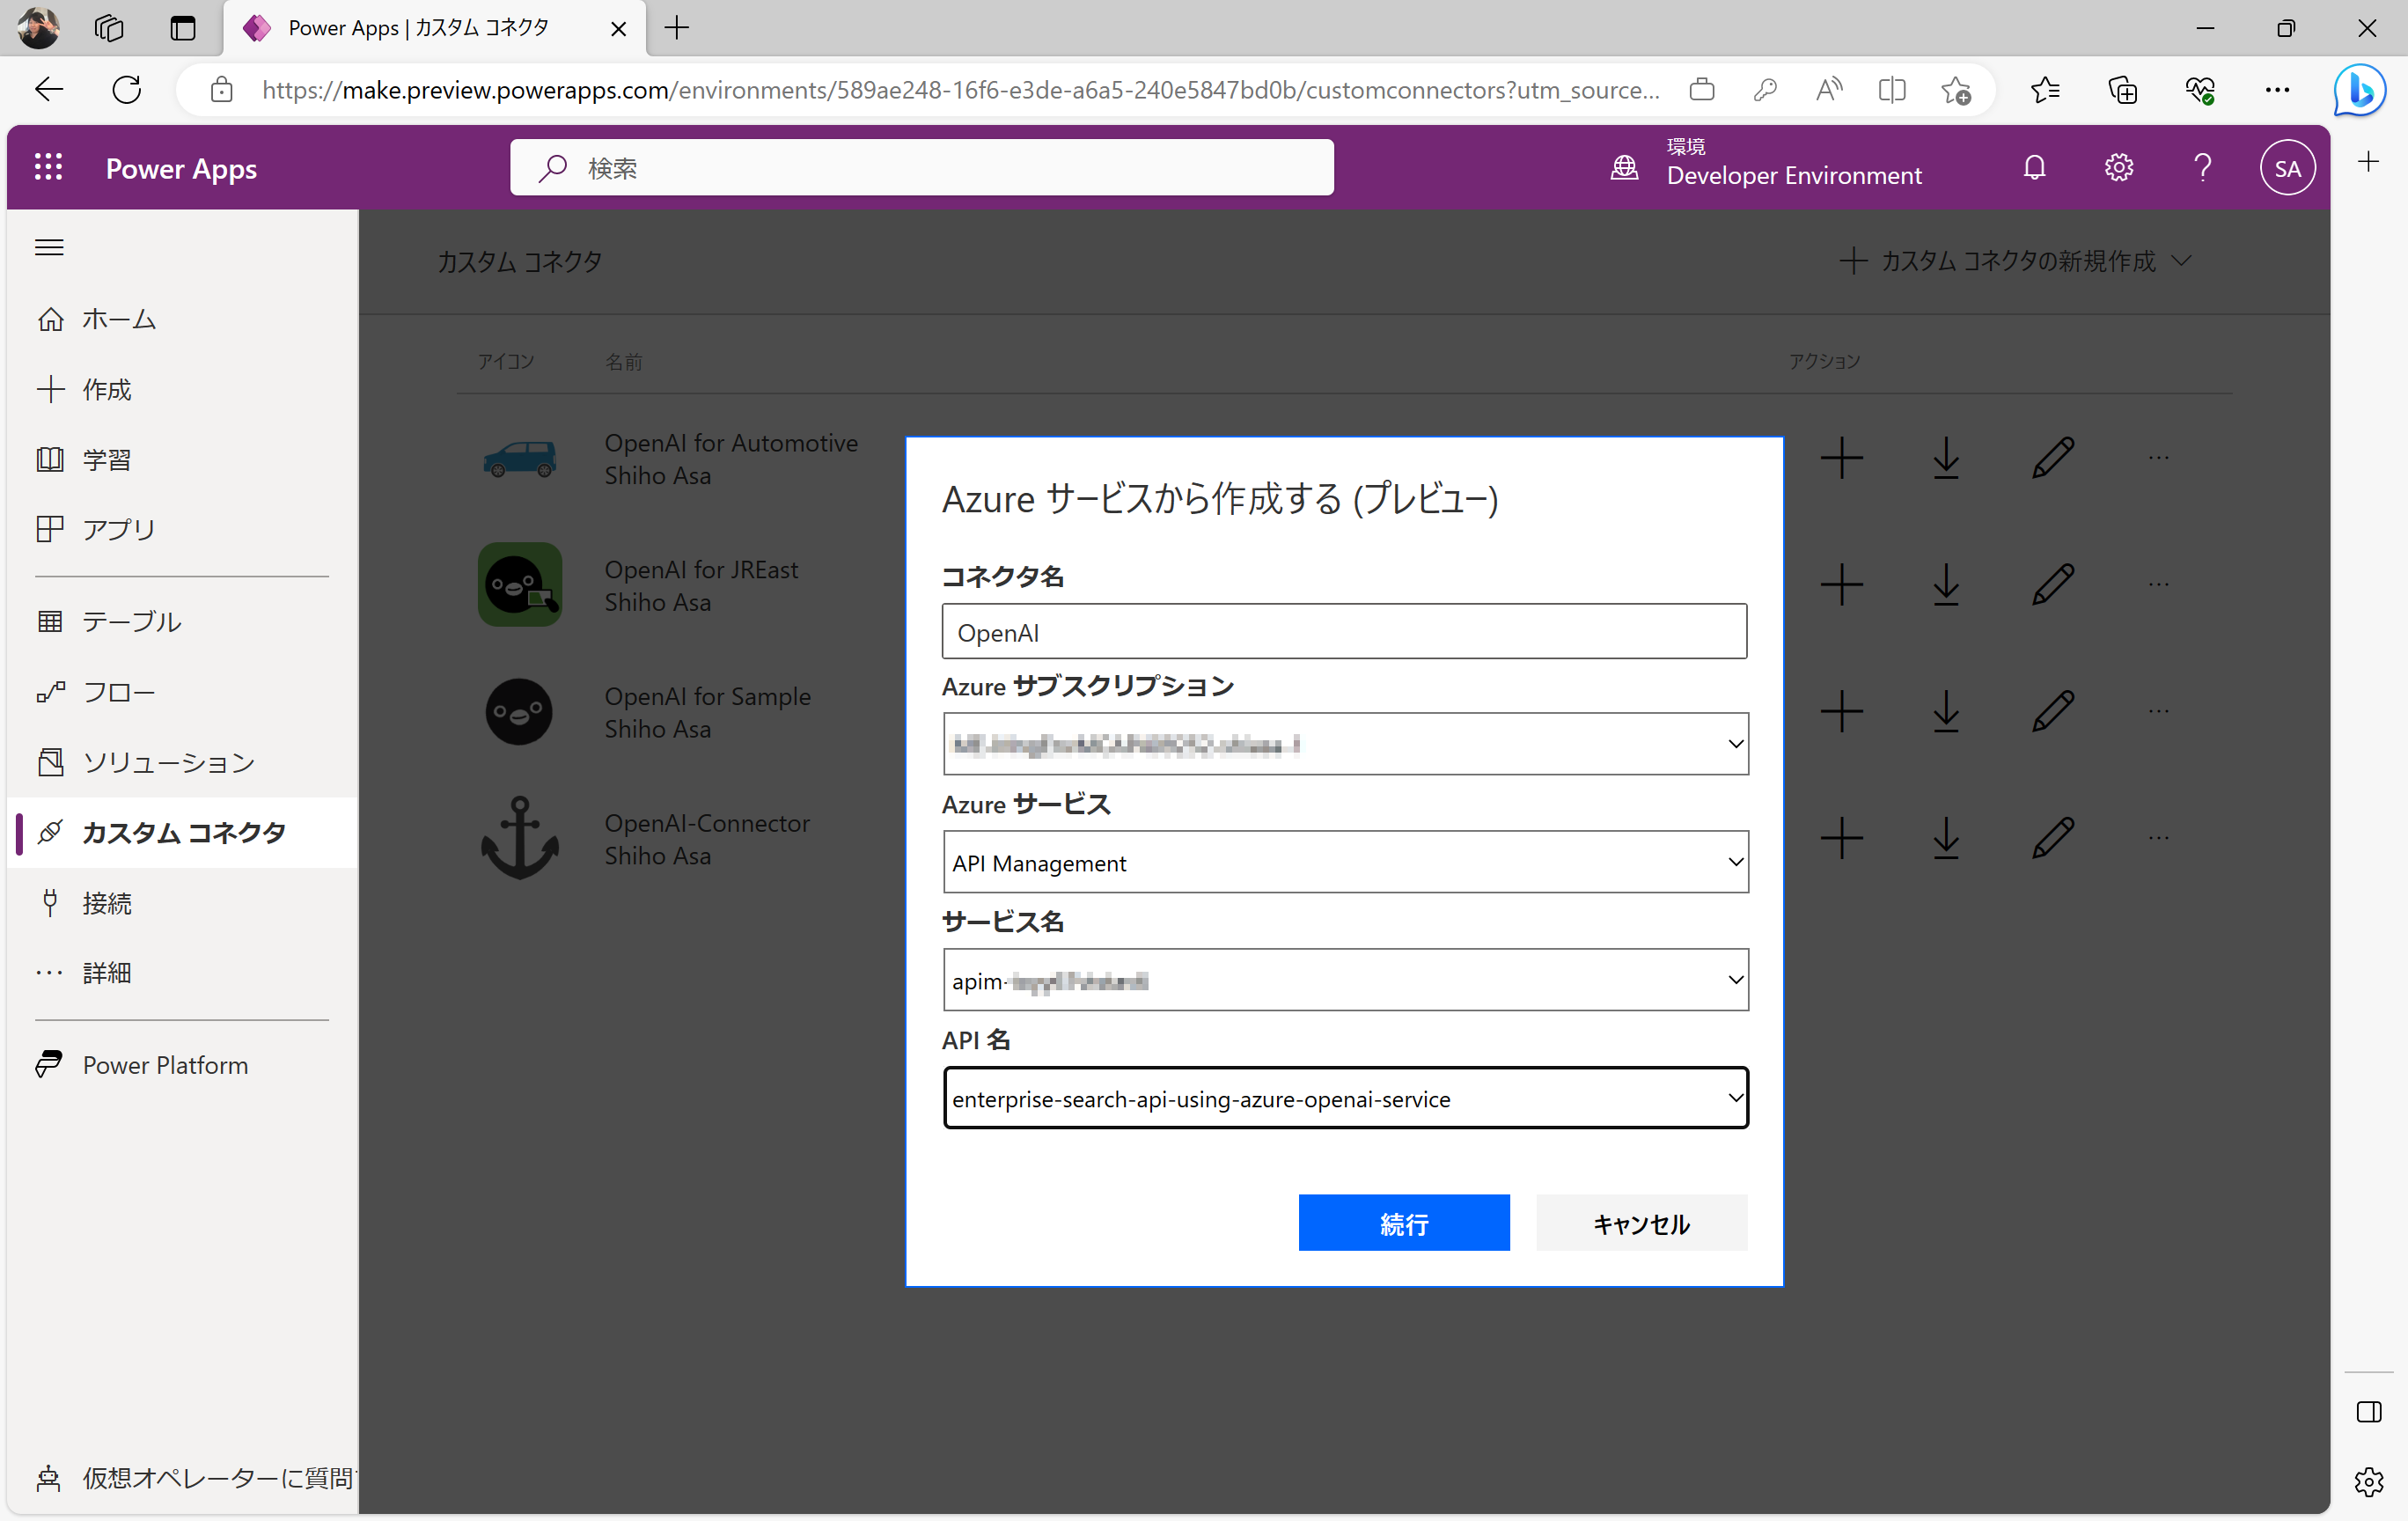 Power Apps | カスタム コネクタ
https://make.preview.powerapps.com/environments/589ae248-16f6-e3de-a6a5-240e5847bd0b/customconnectors?utm_source...
Power Apps
検索
環境
Developer Environment
SA
カスタム コネクタ
カスタム コネクタの新規作成
ホーム
作成
学習
アプリ
テーブル
フロー
ソリューション
カスタム コネクタ
接続
詳細
Power Platform
仮想オペレーターに質問
アイコン
名前
アクション
OpenAI for Automotive
Shiho Asa
OpenAI for JREast
Shiho Asa
OpenAI for Sample
Shiho Asa
OpenAI-Connector
Shiho Asa
Azure サービスから作成する (プレビュー)
コネクタ名
OpenAI
Azure サブスクリプション
Azure サービス
API Management
サービス名
apim-
API 名
enterprise-search-api-using-azure-openai-service
続行
キャンセル